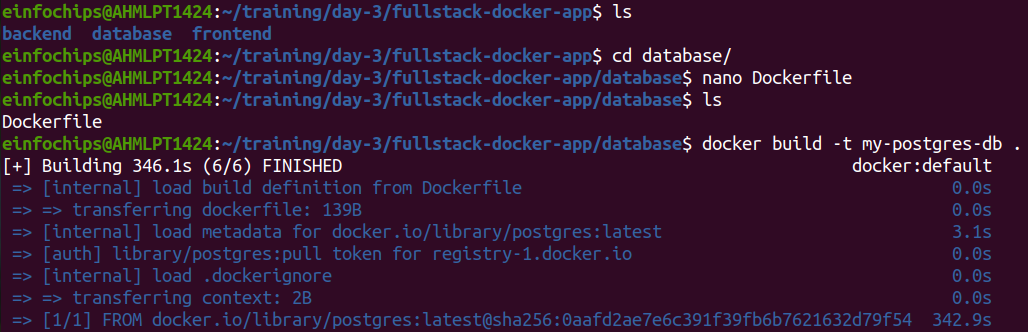 einfochips@AHMLPT1424:~/training/day-3/fullstack-docker-app$ ls
backend  database  frontend
einfochips@AHMLPT1424:~/training/day-3/fullstack-docker-app$ cd database/
einfochips@AHMLPT1424:~/training/day-3/fullstack-docker-app/database$ nano Dockerfile
einfochips@AHMLPT1424:~/training/day-3/fullstack-docker-app/database$ ls
Dockerfile
einfochips@AHMLPT1424:~/training/day-3/fullstack-docker-app/database$ docker build -t my-postgres-db .
[+] Building 346.1s (6/6) FINISHED docker:default
=> [internal] load build definition from Dockerfile 0.0s
=> => transferring dockerfile: 139B 0.0s
=> [internal] load metadata for docker.io/library/postgres:latest 3.1s
=> [auth] library/postgres:pull token for registry-1.docker.io 0.0s
=> [internal] load .dockerignore 0.0s
=> => transferring context: 2B 0.0s
=> [1/1] FROM docker.io/library/postgres:latest@sha256:0aafd2ae7e6c391f39fb6b7621632d79f54 342.9s